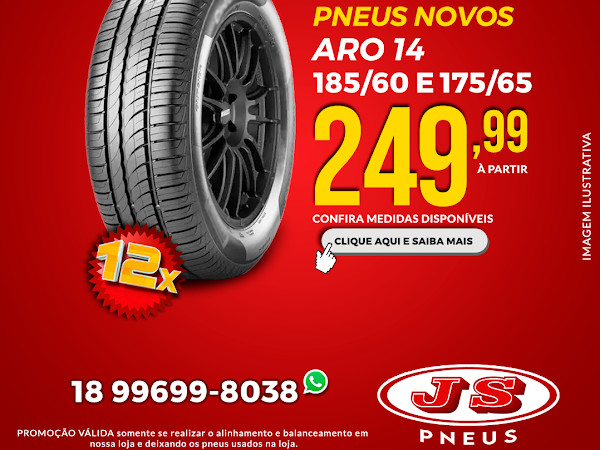 PNEUS NOVOS
ARO 14
185/60 E 175/65
249,99
À PARTIR
CONFIRA MEDIDAS DISPONÍVEIS
CLIQUE AQUI E SAIBA MAIS
IMAGEM ILUSTRATIVA
12x
18 99699-8038
JS
PNEUS
PROMOÇÃO VÁLIDA somente se realizar o alinhamento e balanceamento em
nossa loja e deixando os pneus usados na loja.